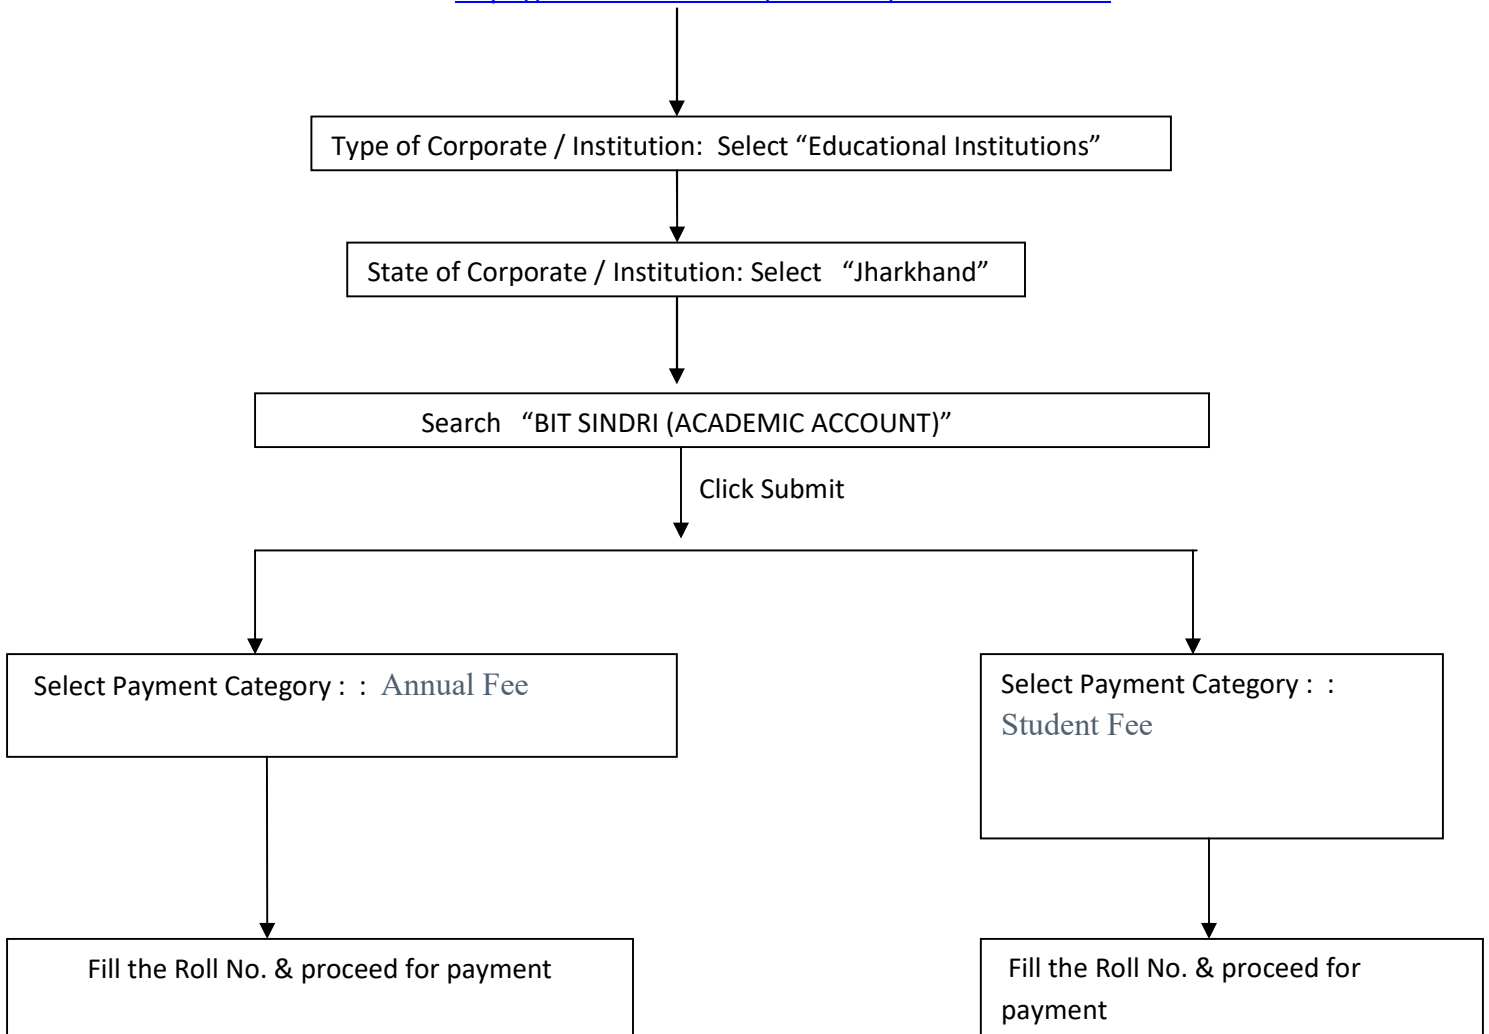 Type of Corporate / Institution: Select “Educational Institutions”
State of Corporate / Institution: Select “Jharkhand”
Search “BIT SINDRI (ACADEMIC ACCOUNT)”
Click Submit
Select Payment Category : : Annual Fee
Select Payment Category : :
Student Fee
Fill the Roll No. & proceed for payment
Fill the Roll No. & proceed for
payment